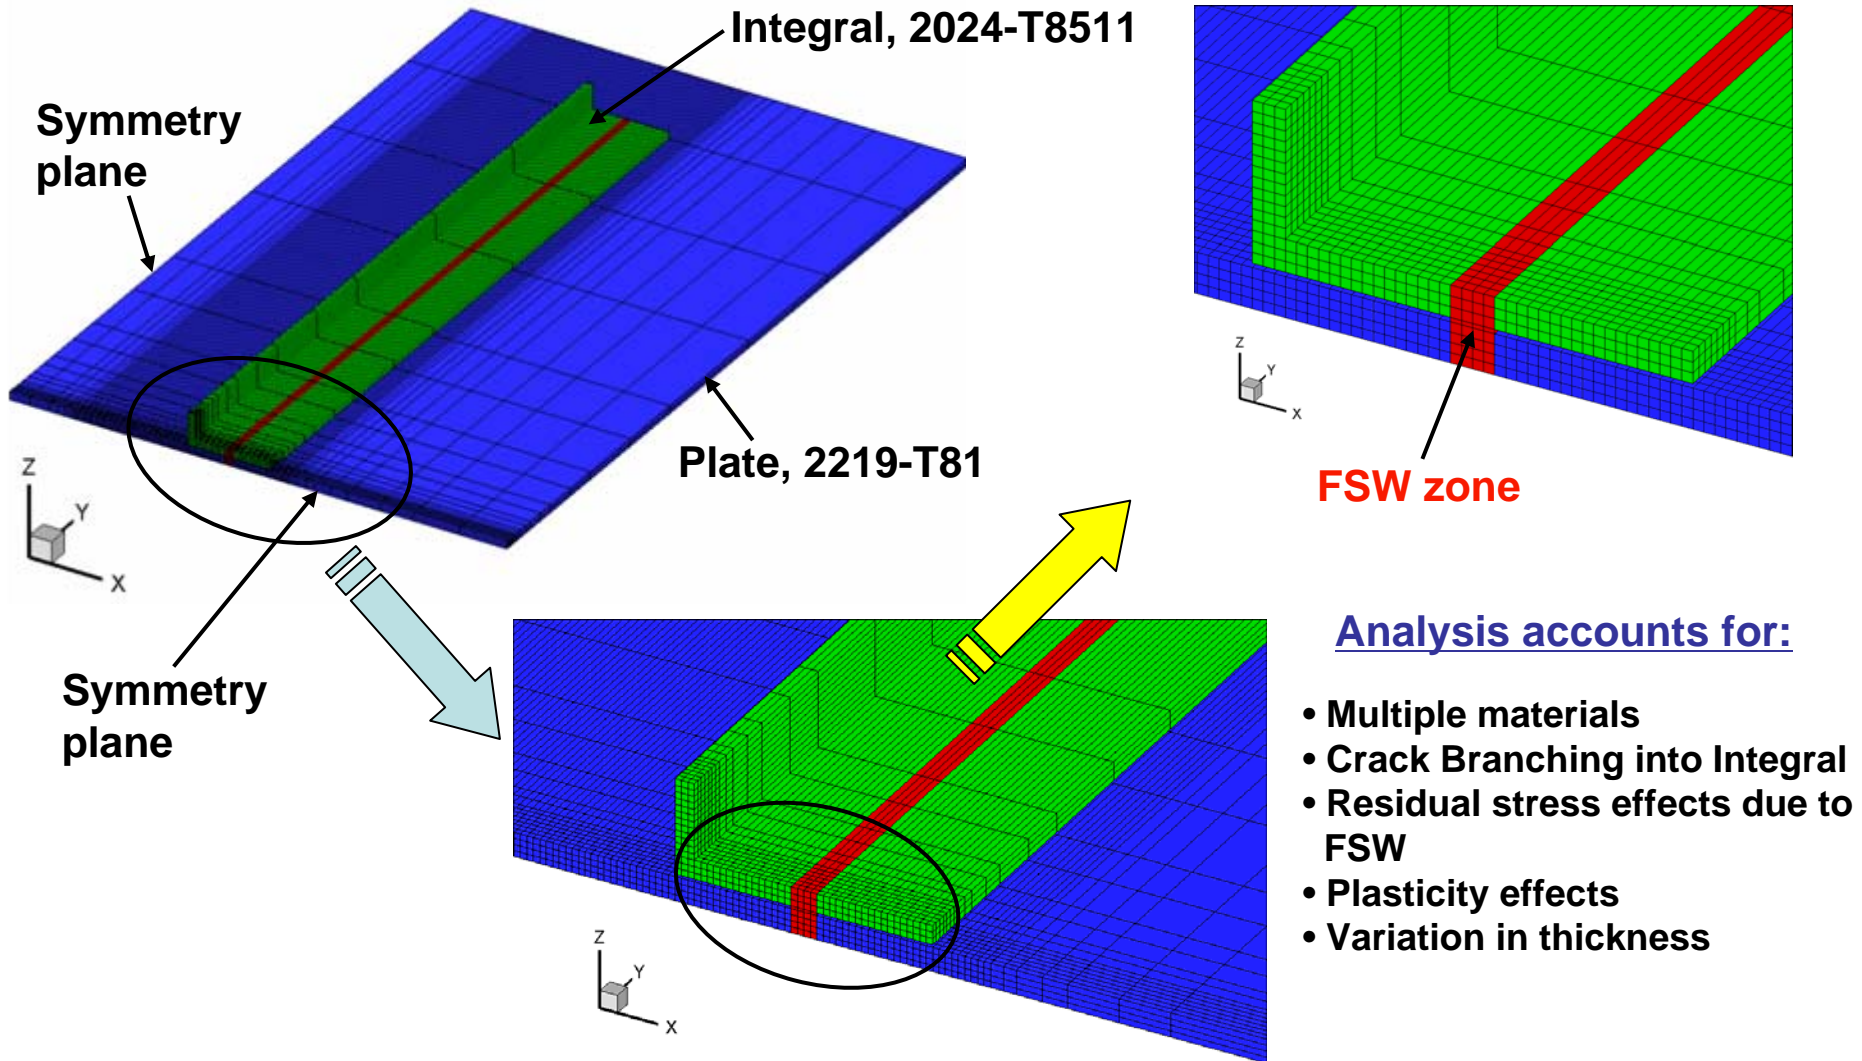 Integral, 2024-T8511
Symmetry
plane
Plate, 2219-T81
Z
Y
X
Symmetry
plane
Z
Y
X
FSW zone
Z
Y
X
Analysis accounts for:
• Multiple materials
• Crack Branching into Integral
• Residual stress effects due to
FSW
• Plasticity effects
• Variation in thickness